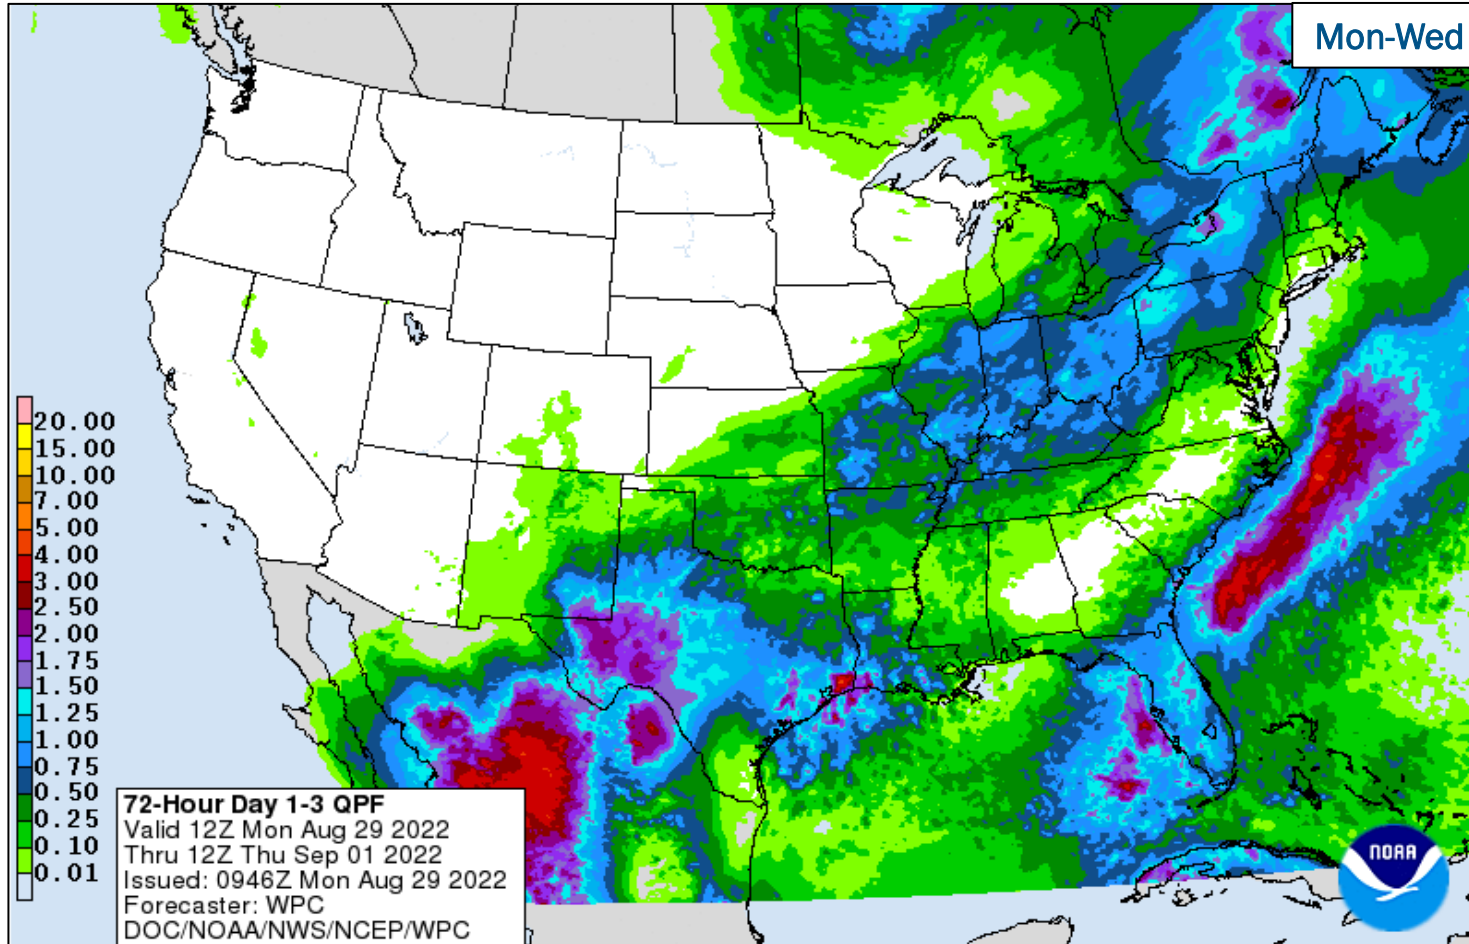 Mon-Wed
20.00
15.00
10.00
7.00
5.00
4.00
3.00
2.50
2.00
1.75
1.50
1.25
1.00
0.75
0.50
0.25
0.10
0.01
72-Hour Day 1-3 QPF
Valid 12Z Mon Aug 29 2022
Thru 12Z Thu Sep 01 2022
Issued: 0946Z Mon Aug 29 2022
Forecaster: WPC
DOC/NOAA/NWS/NCEP/WPC
NOAA